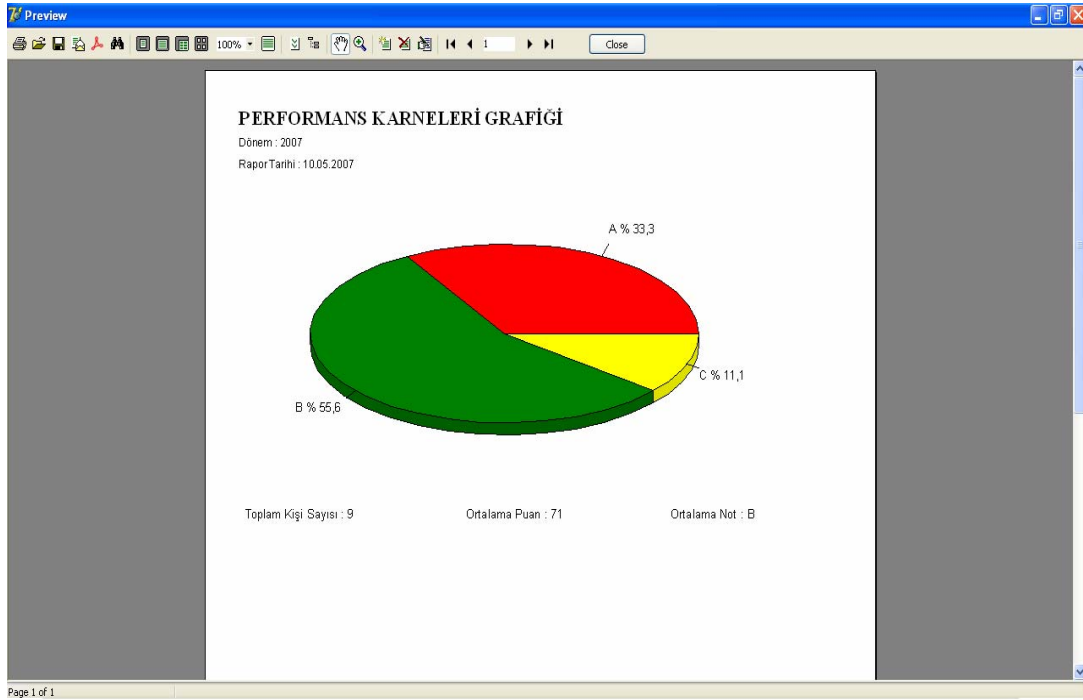 Preview
100%
1
Close
PERFORMANS KARNELERİ GRAFİĞİ
Dönem : 2007
Rapor Tarihi : 10.05.2007
A % 33,3
C % 11,1
B % 55,6
Toplam Kişi Sayısı : 9 Ortalama Puan : 71 Ortalama Not : B
Page 1 of 1